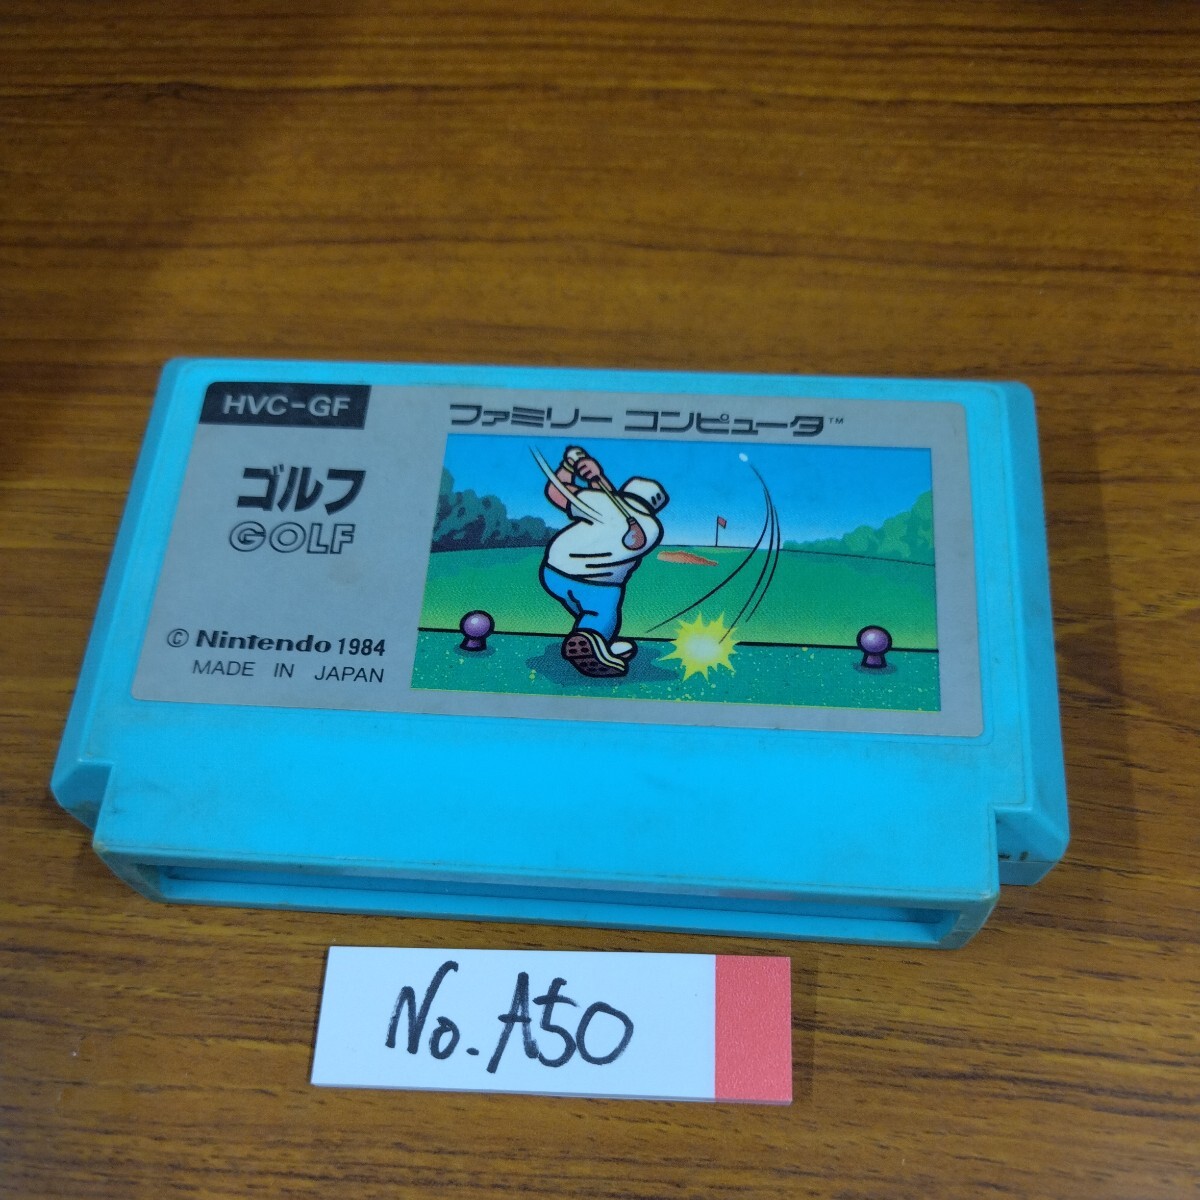 HVC-GF
ファミリー コンピュータ™
ゴルフ
GOLF
© Nintendo 1984
MADE IN JAPAN
No. A50